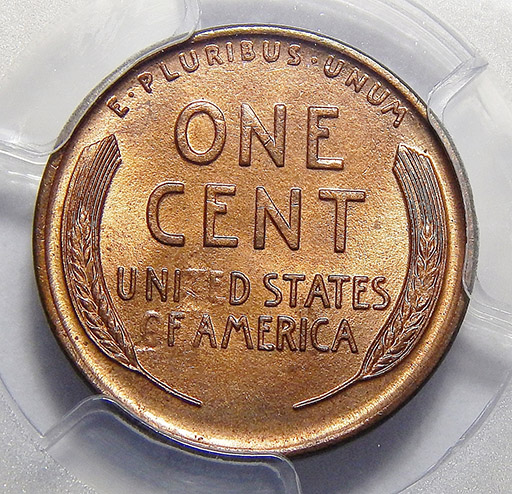 E·PLURIBUS·UNUM
ONE
CENT
UNITED STATES
OF AMERICA